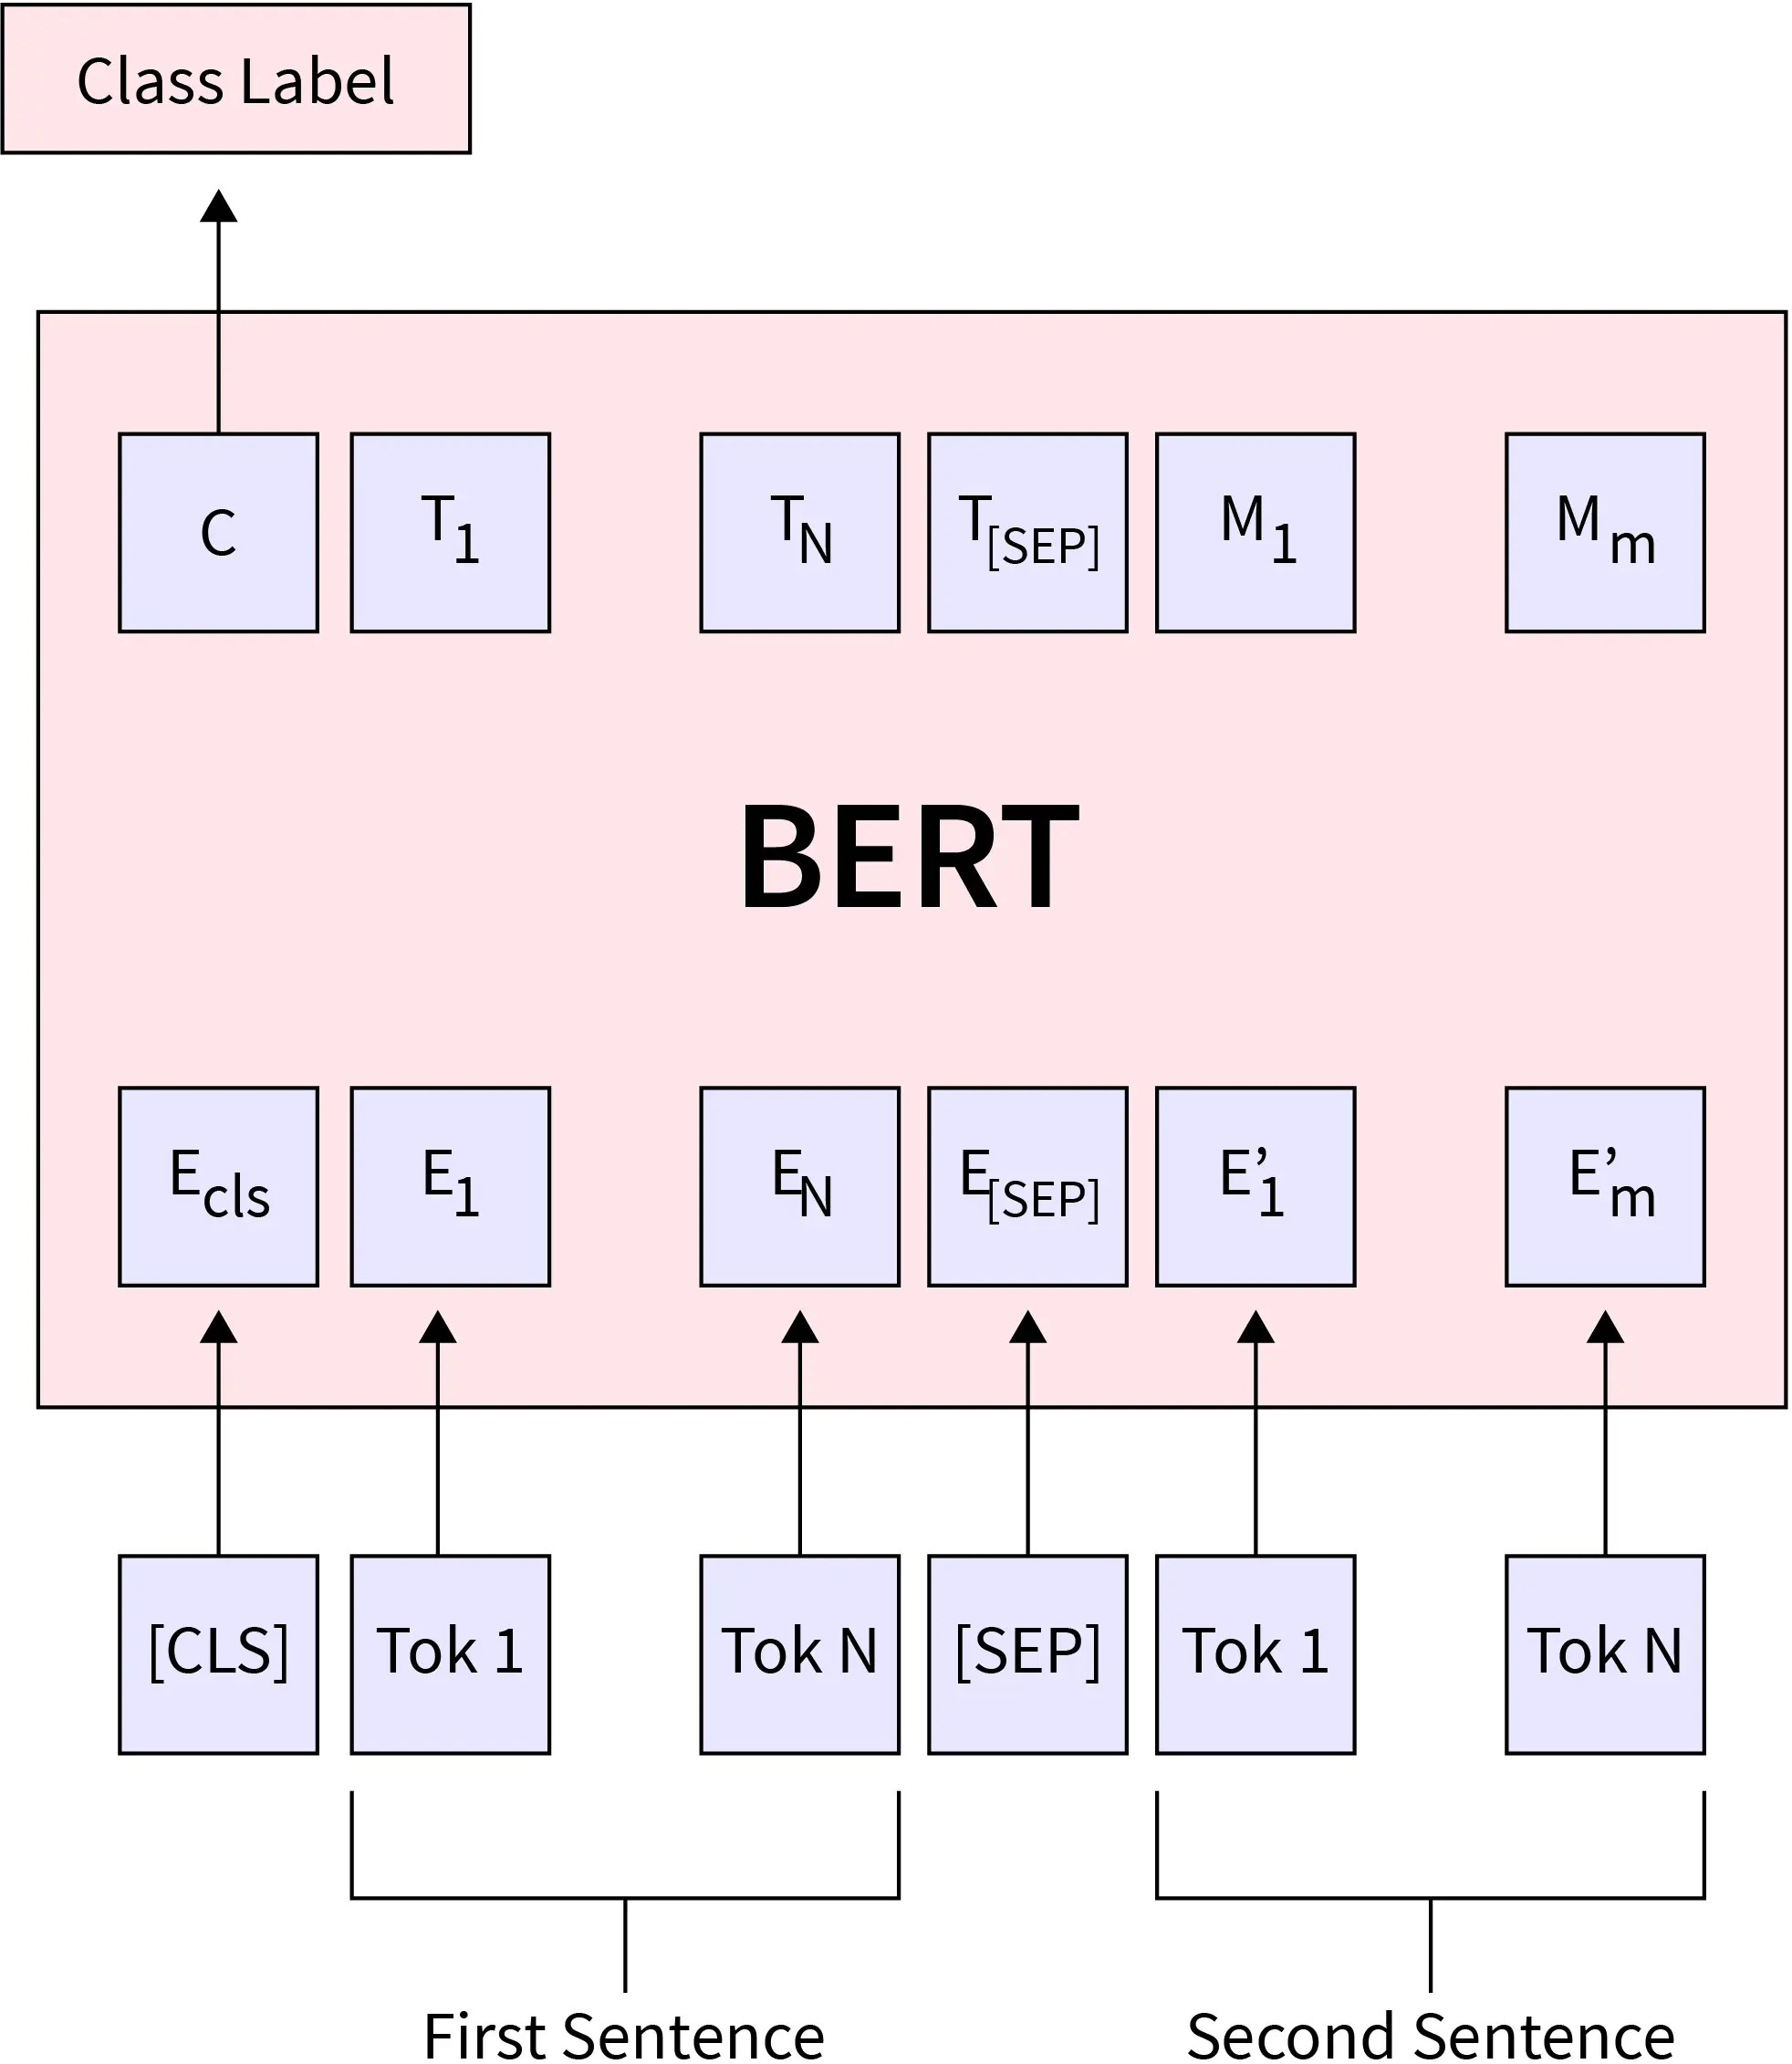 Class Label
C T1 TN T[SEP] M1 Mm
BERT
Ecls E1 EN E[SEP] E’1 E’m
[CLS] Tok 1 Tok N [SEP] Tok 1 Tok N
First Sentence Second Sentence